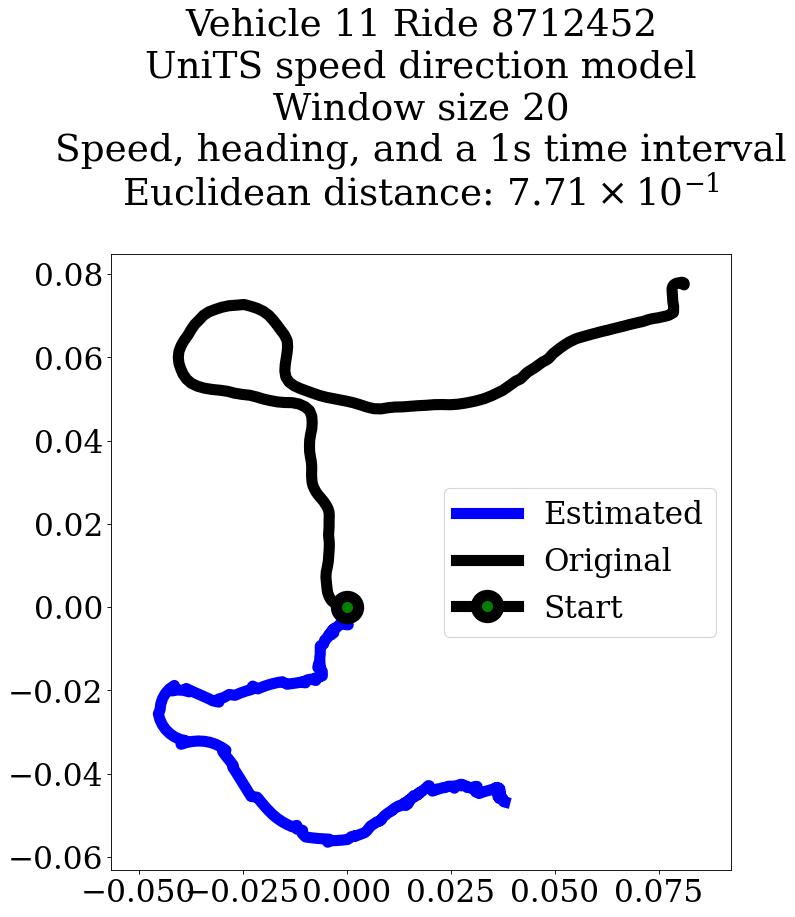 Vehicle 11 Ride 8712452
UniTS speed direction model
Window size 20
Speed, heading, and a 1s time interval
Euclidean distance: 7.71 × 10⁻¹
0.08
0.06
0.04
0.02
0.00
−0.02
−0.04
−0.06
Estimated
Original
Start
−0.050 −0.025 0.000 0.025 0.050 0.075